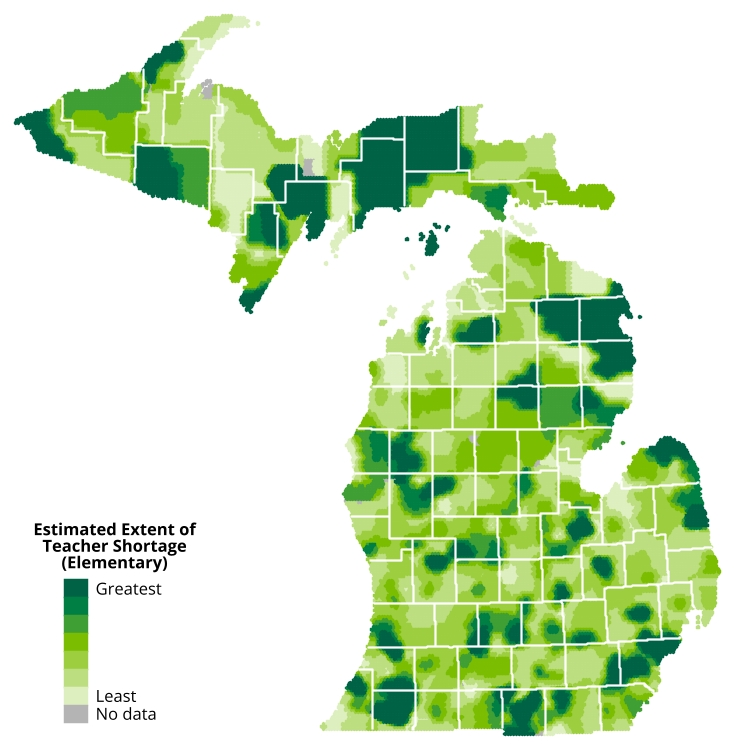 Estimated Extent of
Teacher Shortage
(Elementary)
Greatest
Least
No data